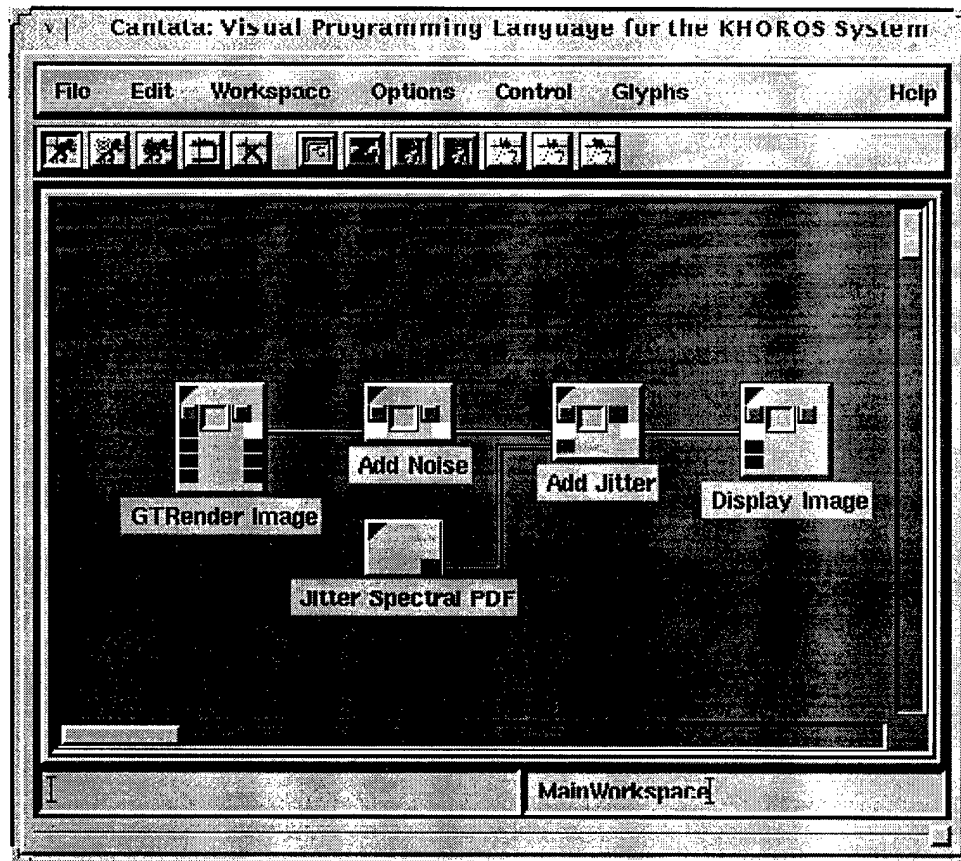 Cantata: Visual Programming Language for the KHOROS System
File Edit Workspace Options Control Glyphs Help
Add Noise
Add Jitter
Display Image
GTRender Image
Jitter Spectral PDF
MainWorkspace